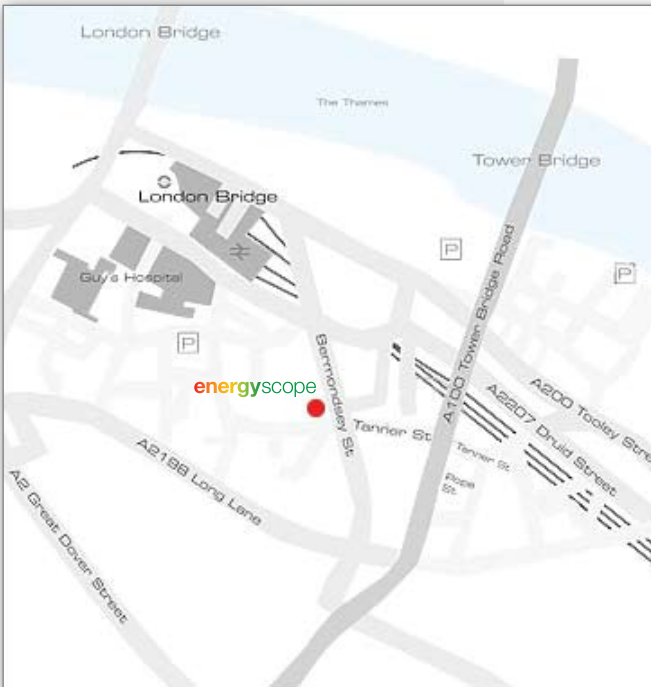 London Bridge
The Thames
Tower Bridge
London Bridge
P
P
Guy's Hospital
P
energyscope
Bermondsey St
A100 Tower Bridge Road
A200 Tooley Stre
A2207 Druid Street
Tanner St
Tanner St
Pope
St
A2198 Long Lane
A2 Great Dover Street